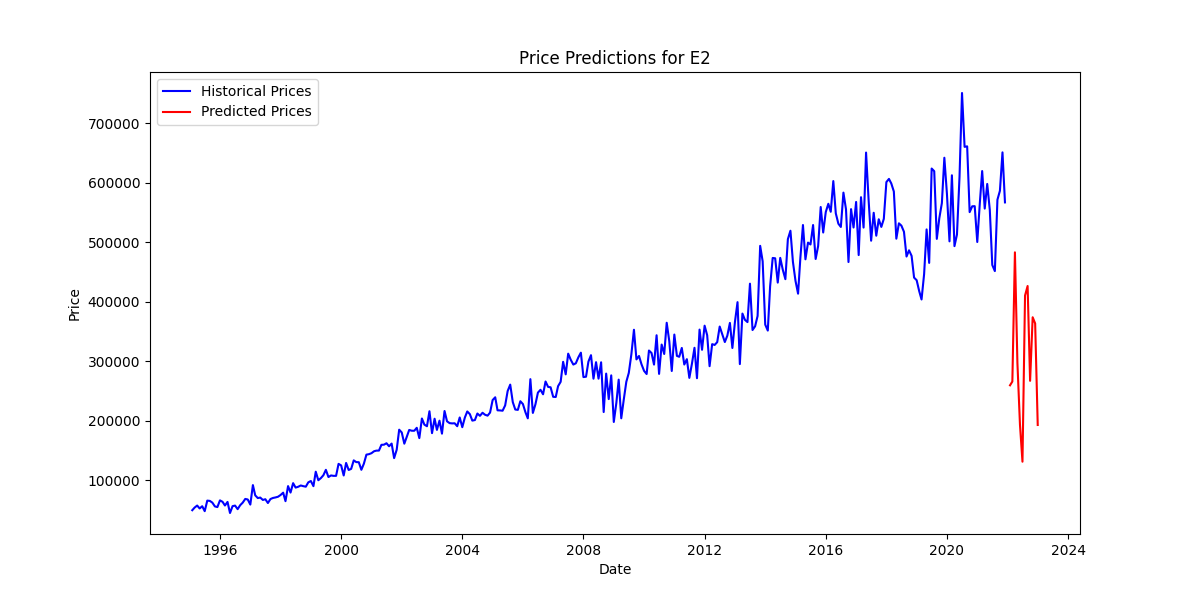 Price Predictions for E2
Historical Prices
Predicted Prices
Price
700000
600000
500000
400000
300000
200000
100000
1996 2000 2004 2008 2012 2016 2020 2024
Date